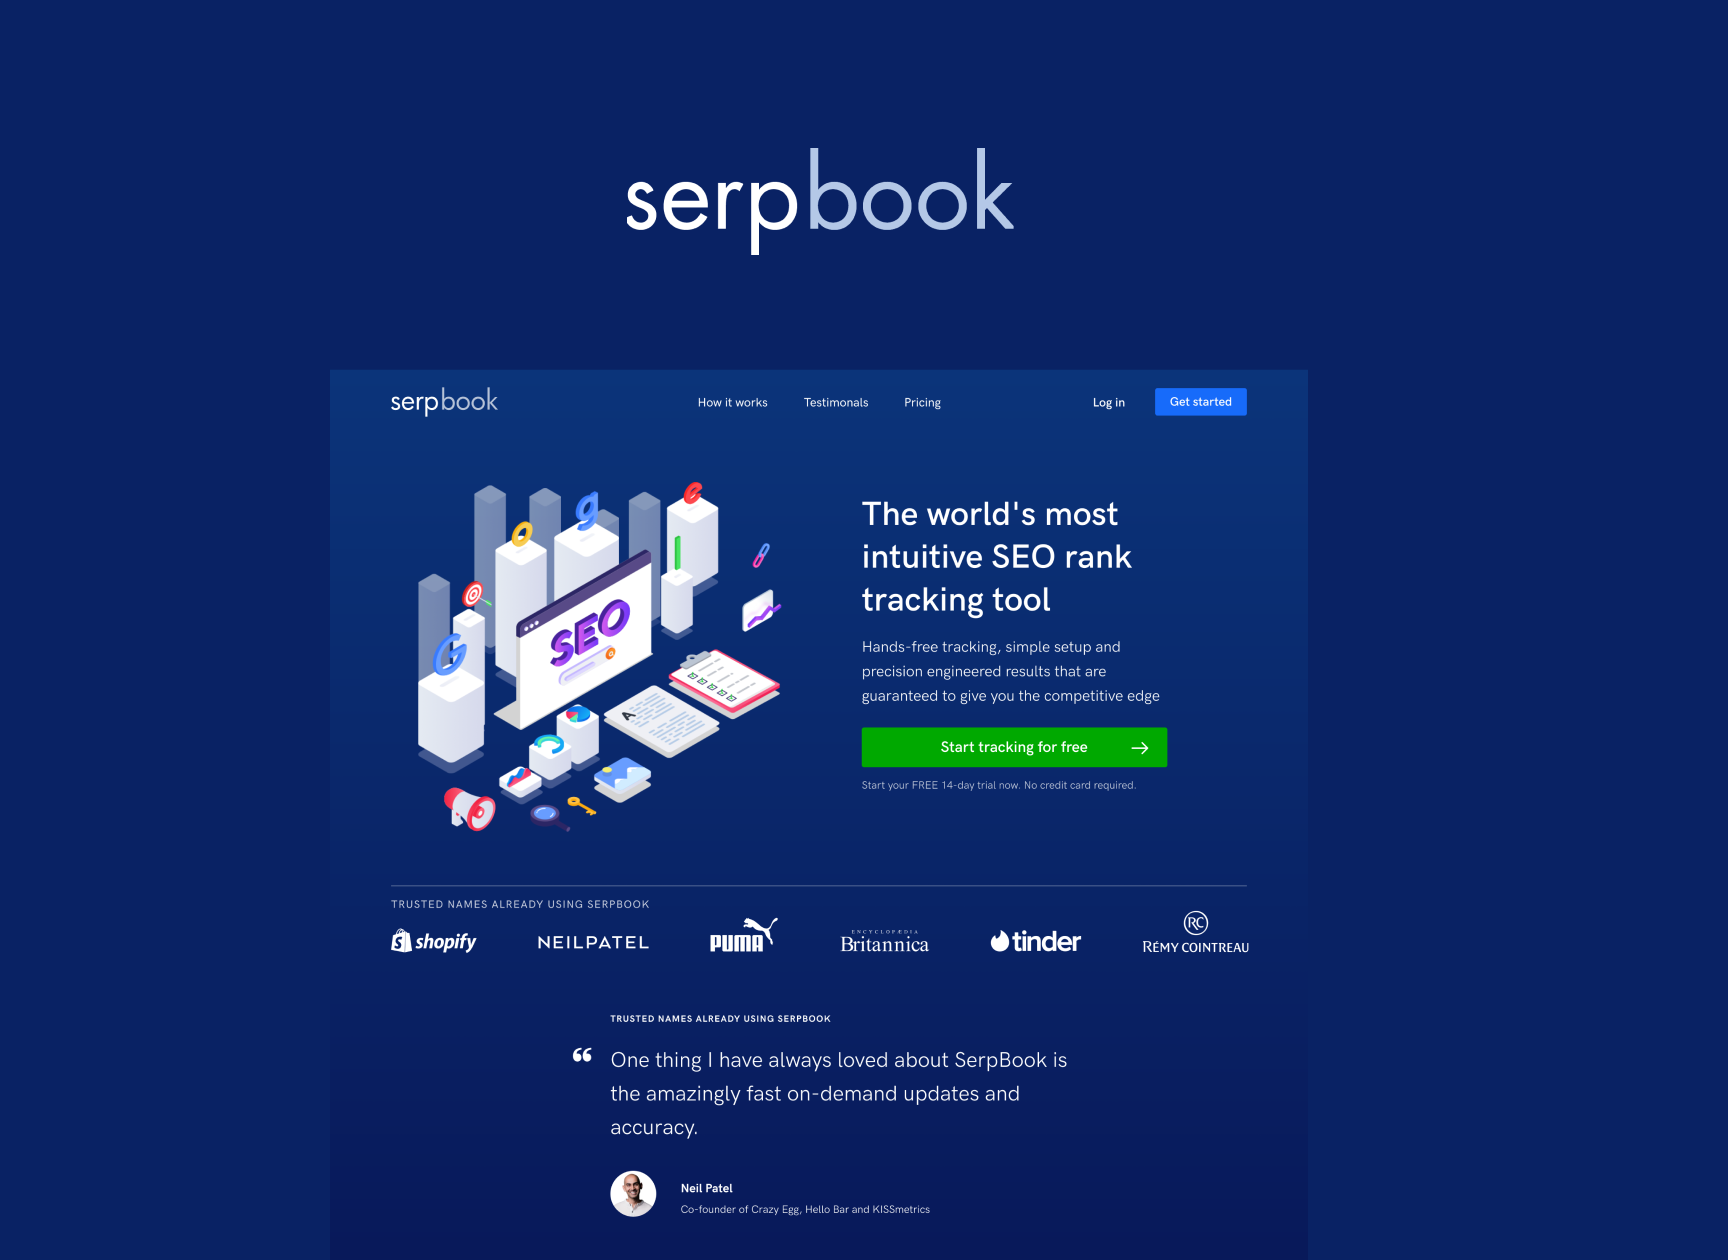 serpbook
serpbook
How it works
Testimonals
Pricing
Log in
Get started
G
o
o
g
l
e
SEO
A
The world's most
intuitive SEO rank
tracking tool
Hands-free tracking, simple setup and
precision engineered results that are
guaranteed to give you the competitive edge
Start tracking for free
Start your FREE 14-day trial now. No credit card required.
TRUSTED NAMES ALREADY USING SERPBOOK
shopify
NEILPATEL
PUMA
ENCYCLOPÆDIA
Britannica
tinder
RC
RÉMY COINTREAU
TRUSTED NAMES ALREADY USING SERPBOOK
“ One thing I have always loved about SerpBook is
the amazingly fast on-demand updates and
accuracy.
Neil Patel
Co-founder of Crazy Egg, Hello Bar and KISSmetrics